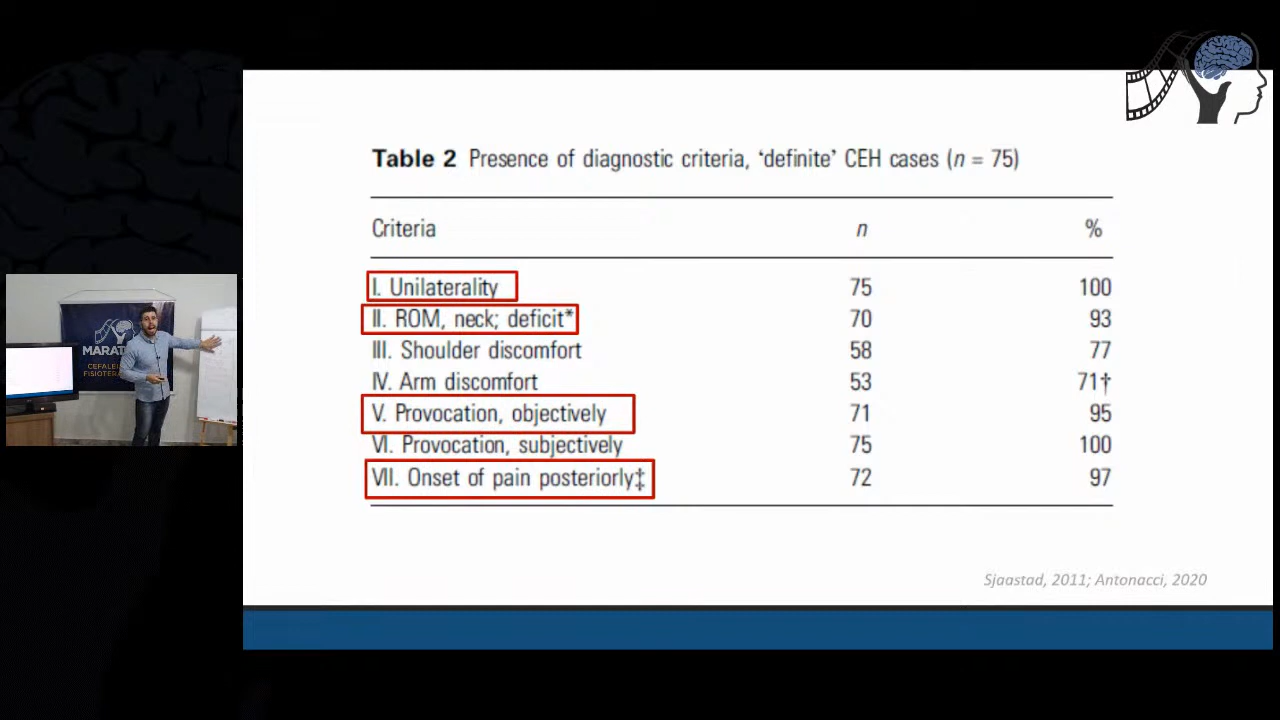 Table 2 Presence of diagnostic criteria, ‘definite’ CEH cases (n = 75)
Criteria n %
I. Unilaterality 75 100
II. ROM, neck; deficit* 70 93
III. Shoulder discomfort 58 77
IV. Arm discomfort 53 71†
V. Provocation, objectively 71 95
VI. Provocation, subjectively 75 100
VII. Onset of pain posteriorly‡ 72 97
Sjaastad, 2011; Antonacci, 2020